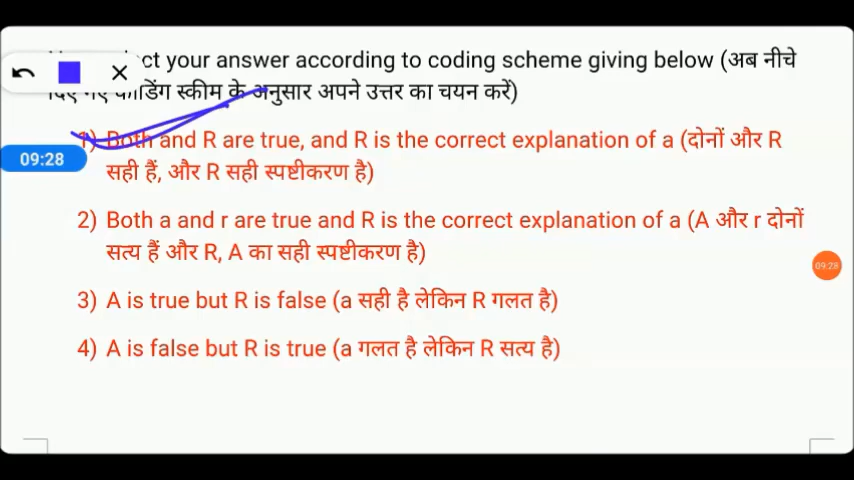 ct your answer according to coding scheme giving below (अब नीचे
दिए गए कोडिंग स्कीम के अनुसार अपने उत्तर का चयन करें)
1) Both and R are true, and R is the correct explanation of a (दोनों और R
09:28
सही हैं, और R सही स्पष्टीकरण है)
2) Both a and r are true and R is the correct explanation of a (A और r दोनों
सत्य हैं और R, A का सही स्पष्टीकरण है)
09:28
3) A is true but R is false (a सही है लेकिन R गलत है)
4) A is false but R is true (a गलत है लेकिन R सत्य है)